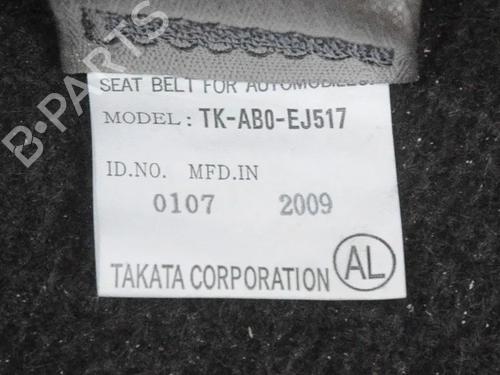 B-PARTS
SEAT BELT FOR AUTOMOBILES.
MODEL: TK-AB0-EJ517
ID.NO. MFD.IN
0107 2009
TAKATA CORPORATION AL